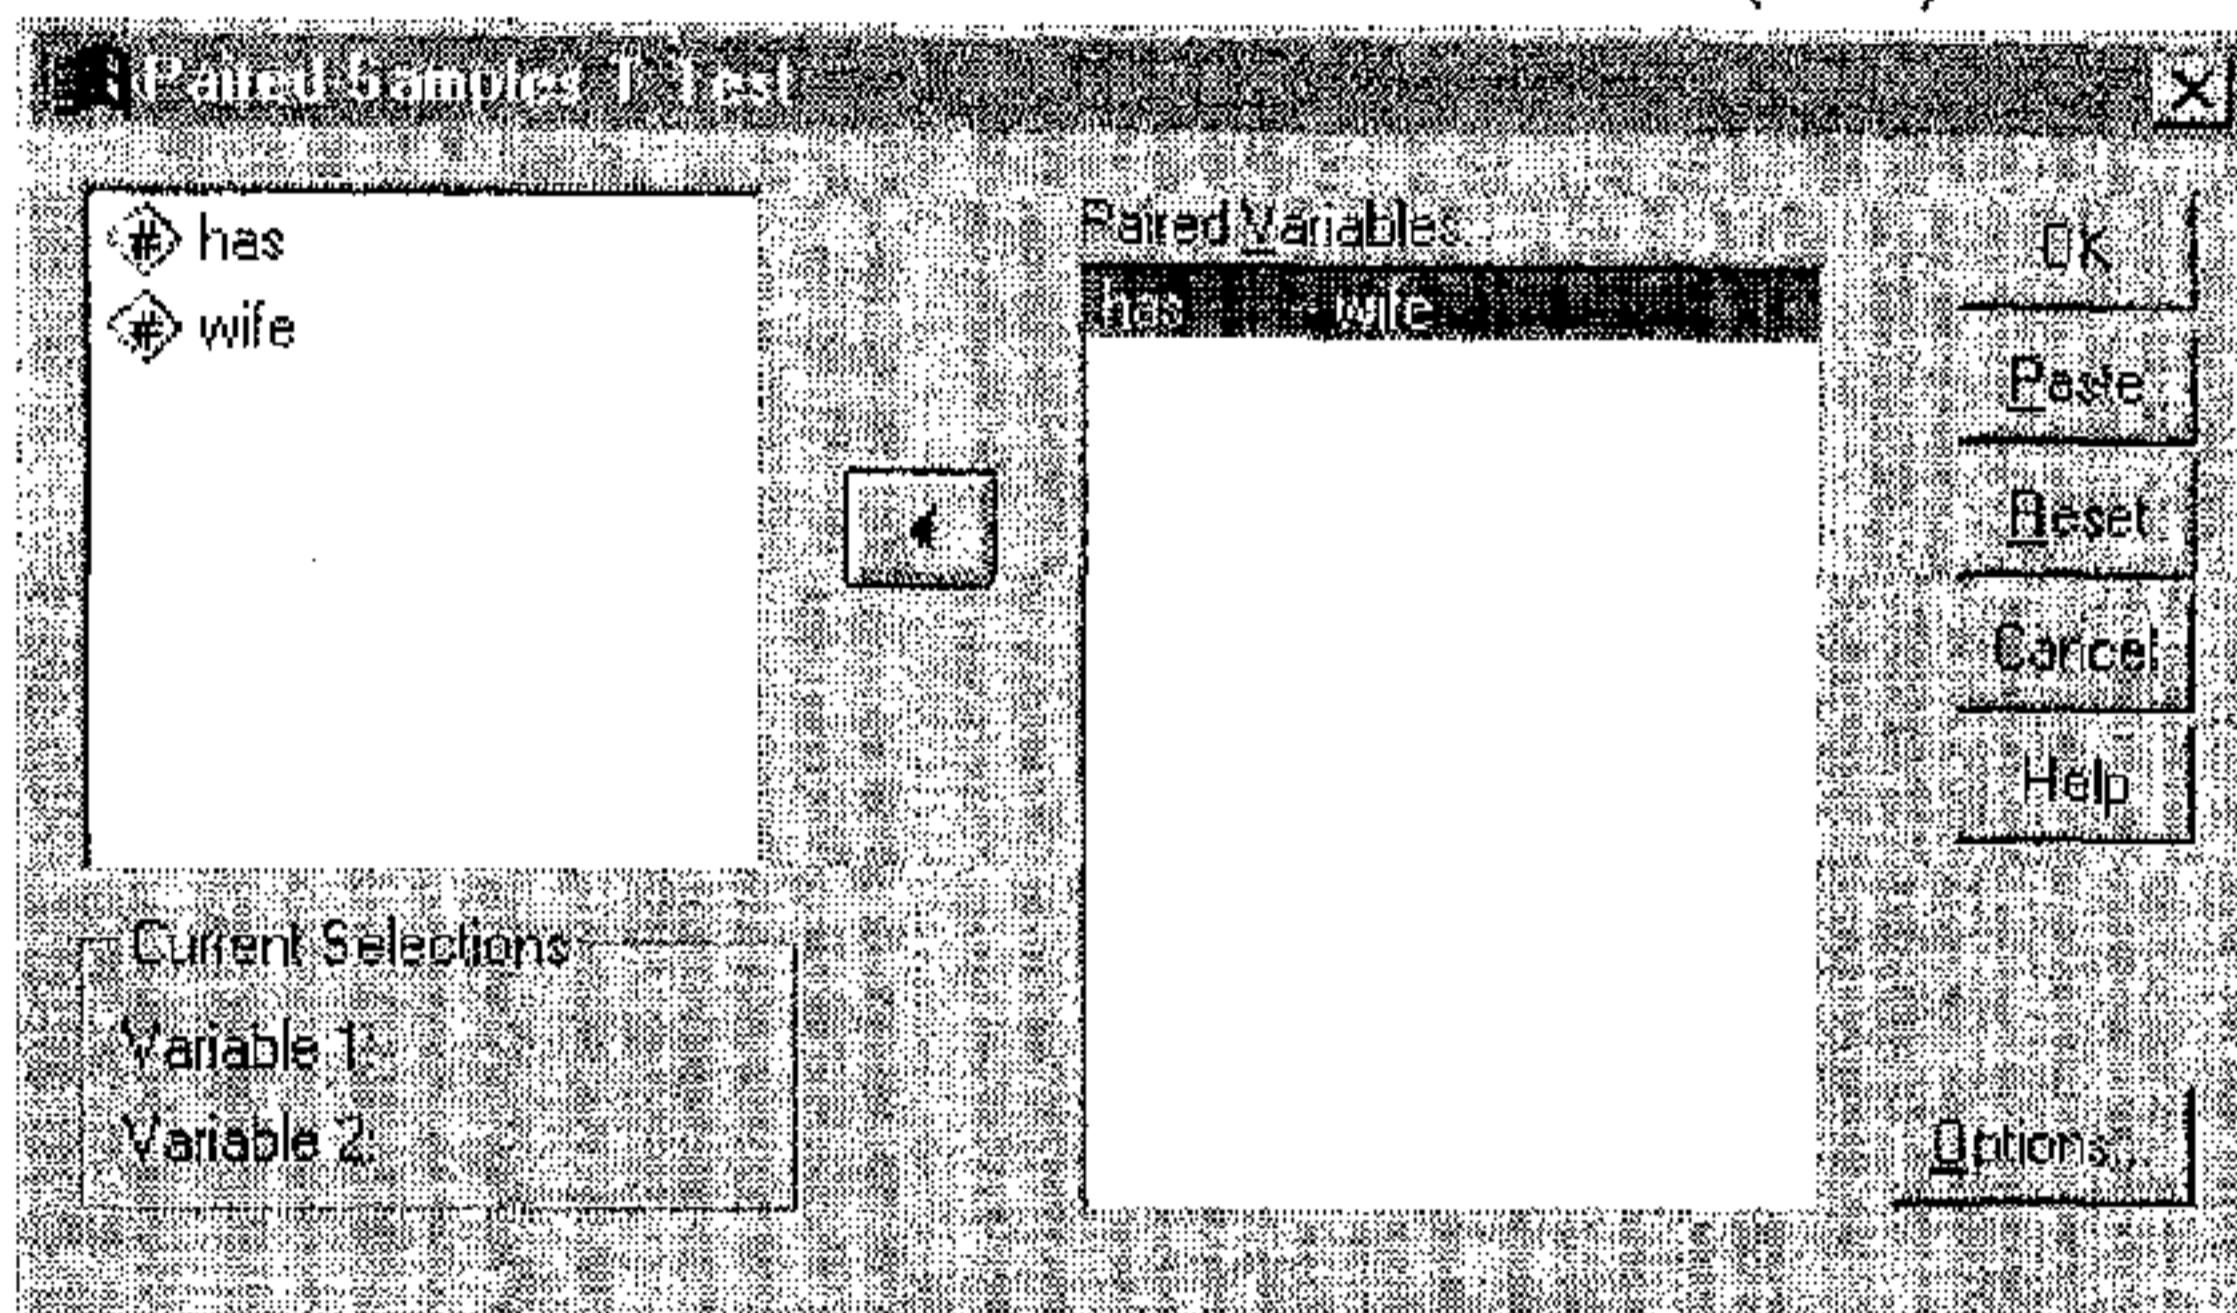 Paired Samples T Test
has
wife
Paired Variables:
has -- wife
OK
Paste
Reset
Cancel
Help
Current Selections
Variable 1:
Variable 2:
Options...